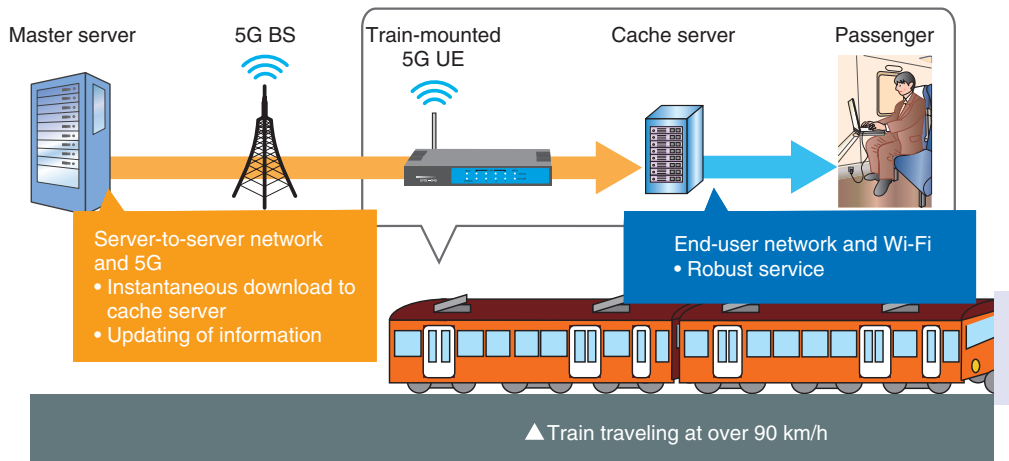 Master server
5G BS
Train-mounted
5G UE
Cache server
Passenger
Server-to-server network
and 5G
• Instantaneous download to
cache server
• Updating of information
End-user network and Wi-Fi
• Robust service
▲Train traveling at over 90 km/h